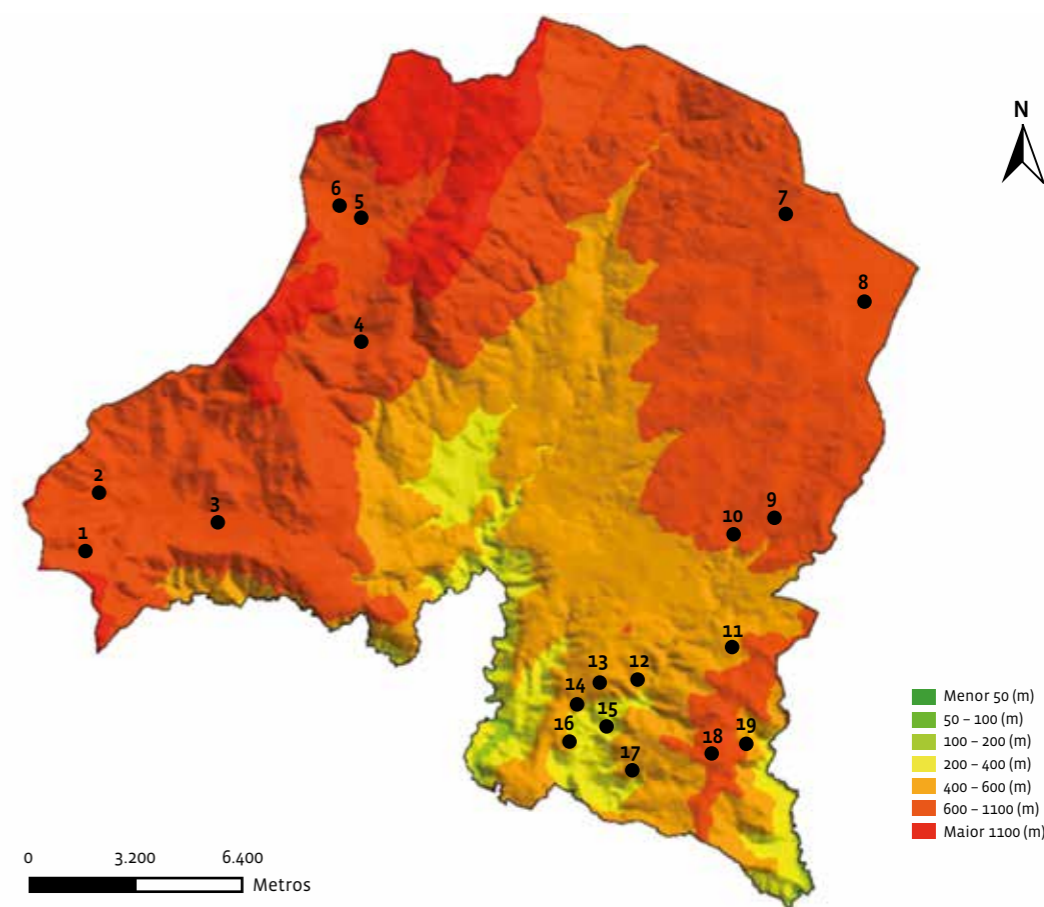 N
6
5
7
8
4
2
3
1
9
10
11
13
12
14
15
16
17
18
19
Menor 50 (m)
50 – 100 (m)
100 – 200 (m)
200 – 400 (m)
400 – 600 (m)
600 – 1100 (m)
Maior 1100 (m)
0 3.200 6.400
Metros